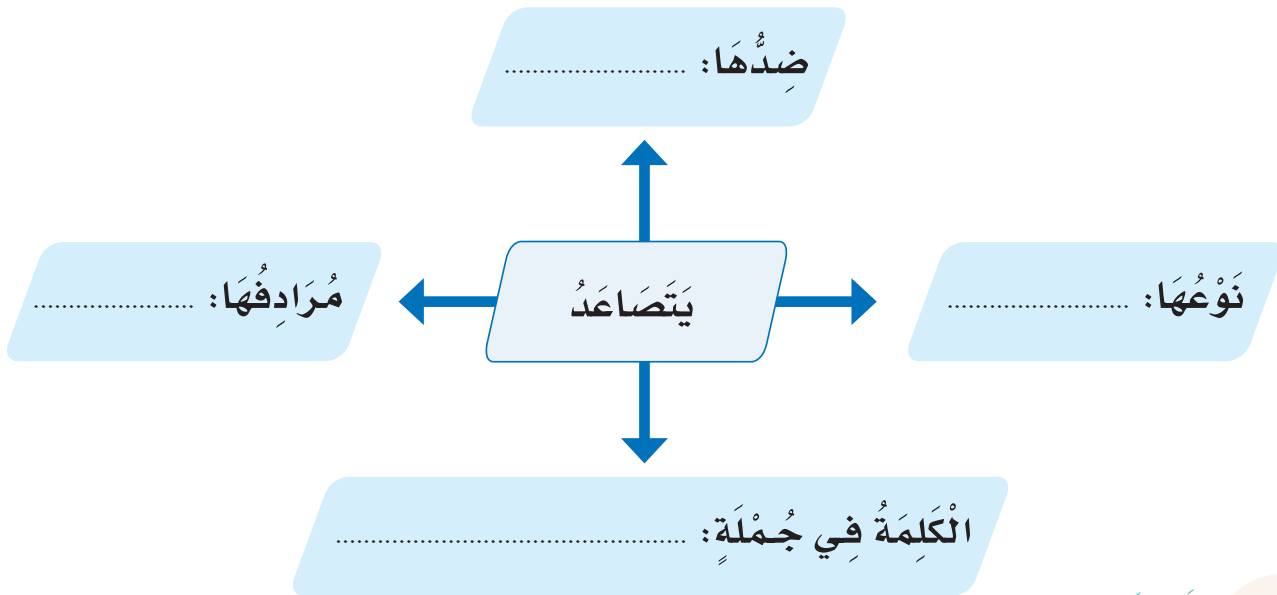 ضِدُّهَا: ..........................
نَوْعُهَا: ..........................
يَتَصَاعَدُ
مُرَادِفُهَا: .......................
الْكَلِمَةُ فِي جُمْلَةٍ: ..................................................